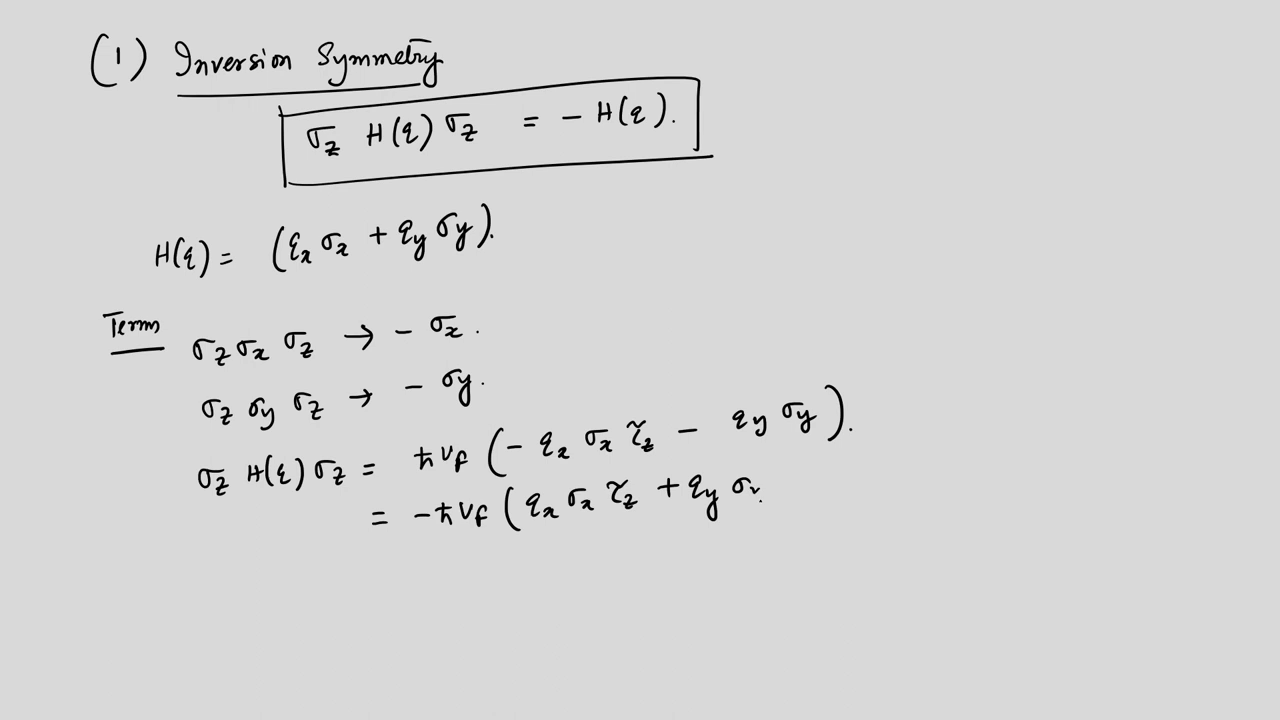 (1) Inversion Symmetry
σz H(q) σz = - H(q).
H(q) = (qx σx + qy σy).
Term σz σx σz → - σx.
σz σy σz → - σy.
σz H(q) σz = ħvf (- qx σx τz - qy σy).
= -ħvf (qx σx τz + qy σ